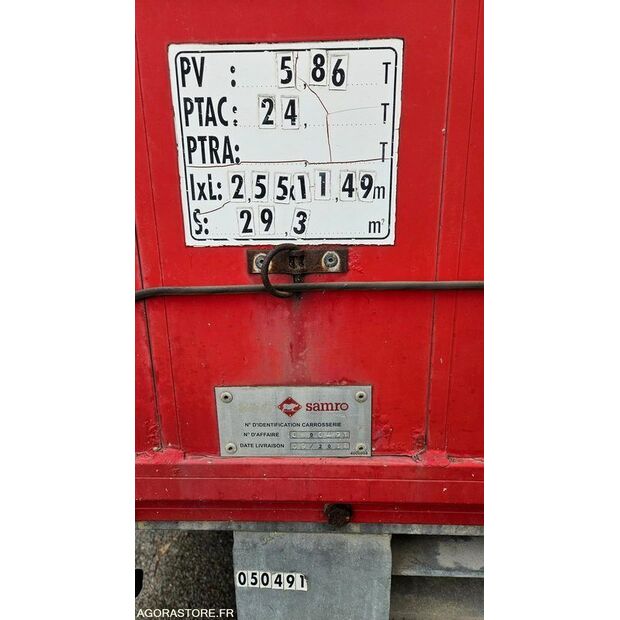 PV : 5,86 T
PTAC: 24, T
PTRA: , T
lxL: 2,55x11,49m
S: 29,3 m²
samro
N° D'IDENTIFICATION CARROSSERIE
N° D'AFFAIRE
DATE LIVRAISON
050491
AGORASTORE.FR